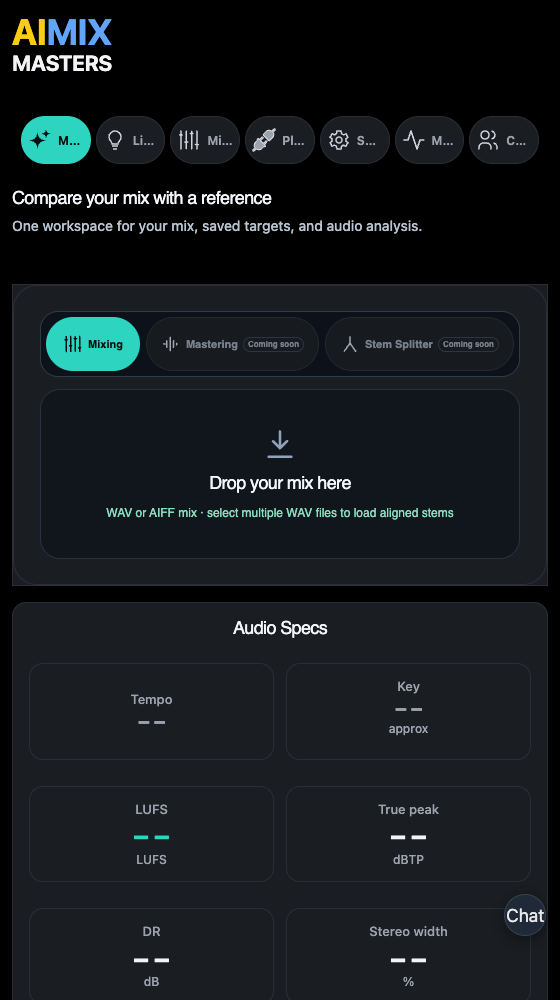 AIMIX
MASTERS
M...
Li...
Mi...
Pl...
S...
M...
C...
Compare your mix with a reference
One workspace for your mix, saved targets, and audio analysis.
Mixing
Mastering
Coming soon
Stem Splitter
Coming soon
Drop your mix here
WAV or AIFF mix · select multiple WAV files to load aligned stems
Audio Specs
Tempo
– –
Key
– –
approx
LUFS
– –
LUFS
True peak
– –
dBTP
DR
– –
dB
Stereo width
– –
%
Chat